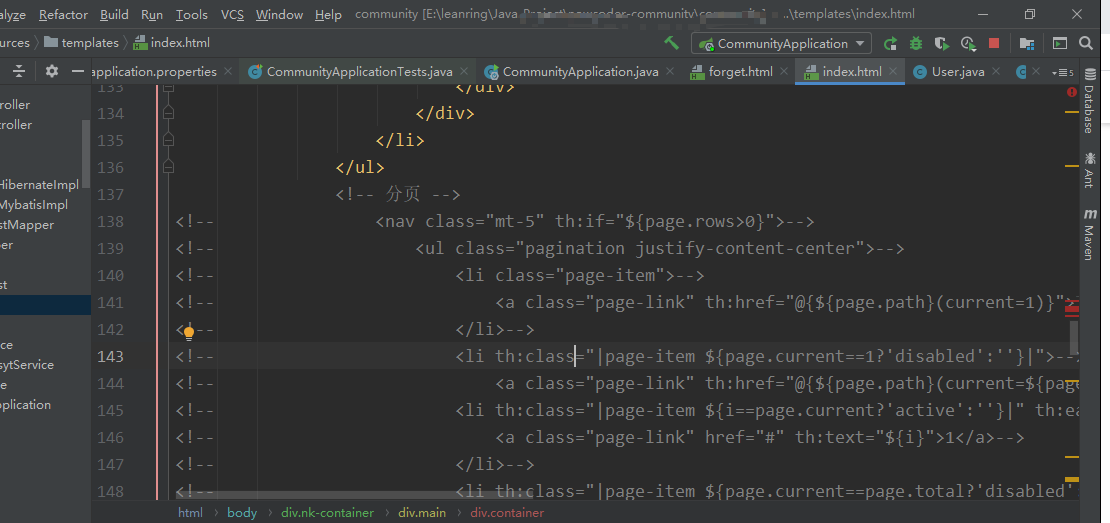 alyze Refactor Build Run Tools VCS Window Help community [E:\leanring\Java ..\templates\index.html
urces templates index.html CommunityApplication
application.properties CommunityApplicationTests.java CommunityApplication.java forget.html index.html User.java 5
133 </div>
134 </div>
135 </li>
136 </ul>
137 <!-- 分页 -->
138 <!-- <nav class="mt-5" th:if="${page.rows>0}">-->
139 <!-- <ul class="pagination justify-content-center">-->
140 <!-- <li class="page-item">-->
141 <!-- <a class="page-link" th:href="@{${page.path}(current=1)}">
142 <!-- </li>-->
143 <!-- <li th:class="|page-item ${page.current==1?'disabled':''}|">-->
144 <!-- <a class="page-link" th:href="@{${page.path}(current=${page
145 <!-- <li th:class="|page-item ${i==page.current?'active':''}|" th:ea
146 <!-- <a class="page-link" href="#" th:text="${i}">1</a>-->
147 <!-- </li>-->
148 <!-- <li th:class="|page-item ${page.current==page.total?'disabled'
html body div.nk-container div.main div.container
roller
troller
HibernateImpl
MybatisImpl
stMapper
per
st
ce
sytService
e
pplication
Database
Ant
Maven